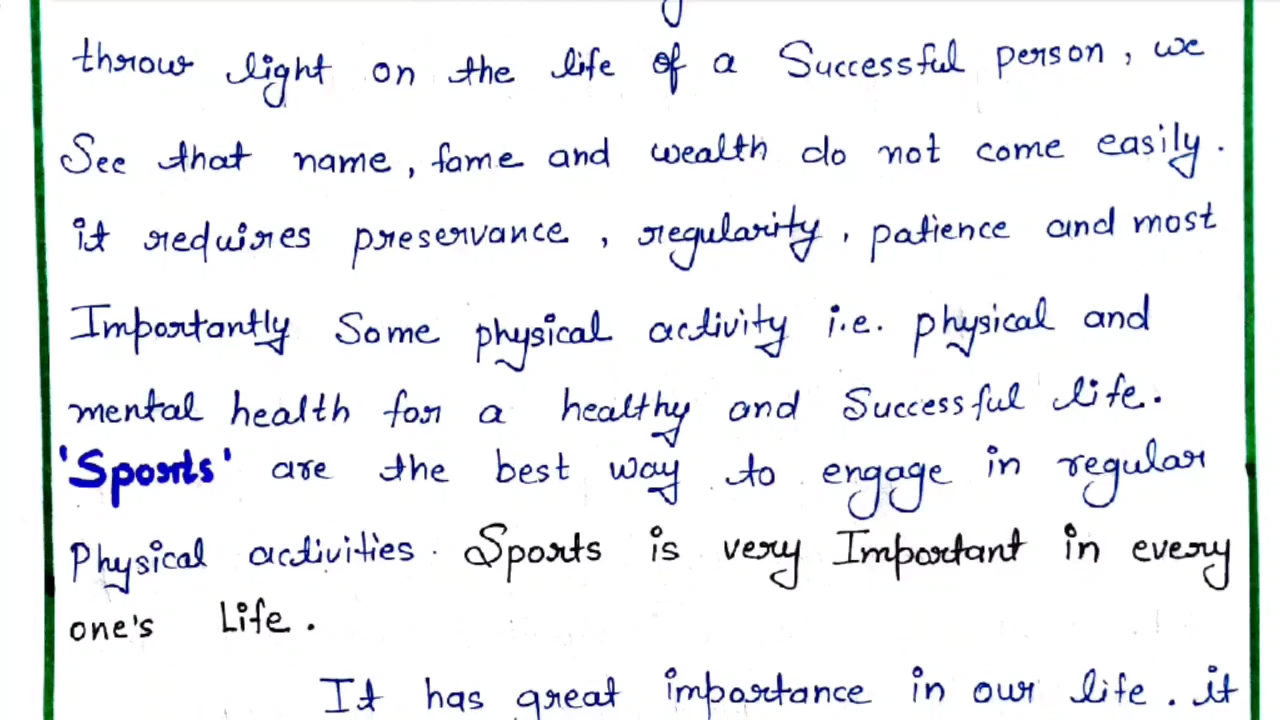 throw light on the life of a Successful person, we
See that name, fame and wealth do not come easily.
it requires preservance, regularity, patience and most
Importantly Some physical activity i.e. physical and
mental health for a healthy and Successful life.
'Sports' are the best way to engage in regular
Physical activities. Sports is very Important in every
one's Life.
It has great importance in our life. it